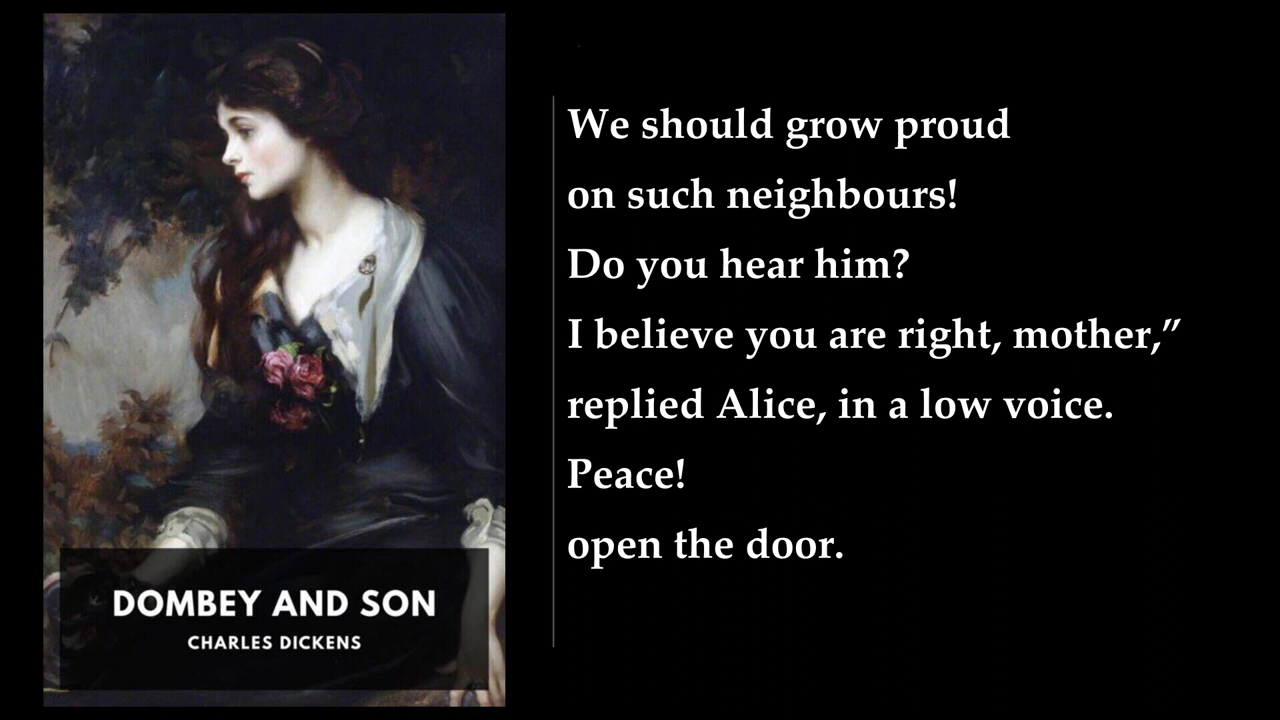 DOMBEY AND SON
CHARLES DICKENS
We should grow proud
on such neighbours!
Do you hear him?
I believe you are right, mother,”
replied Alice, in a low voice.
Peace!
open the door.